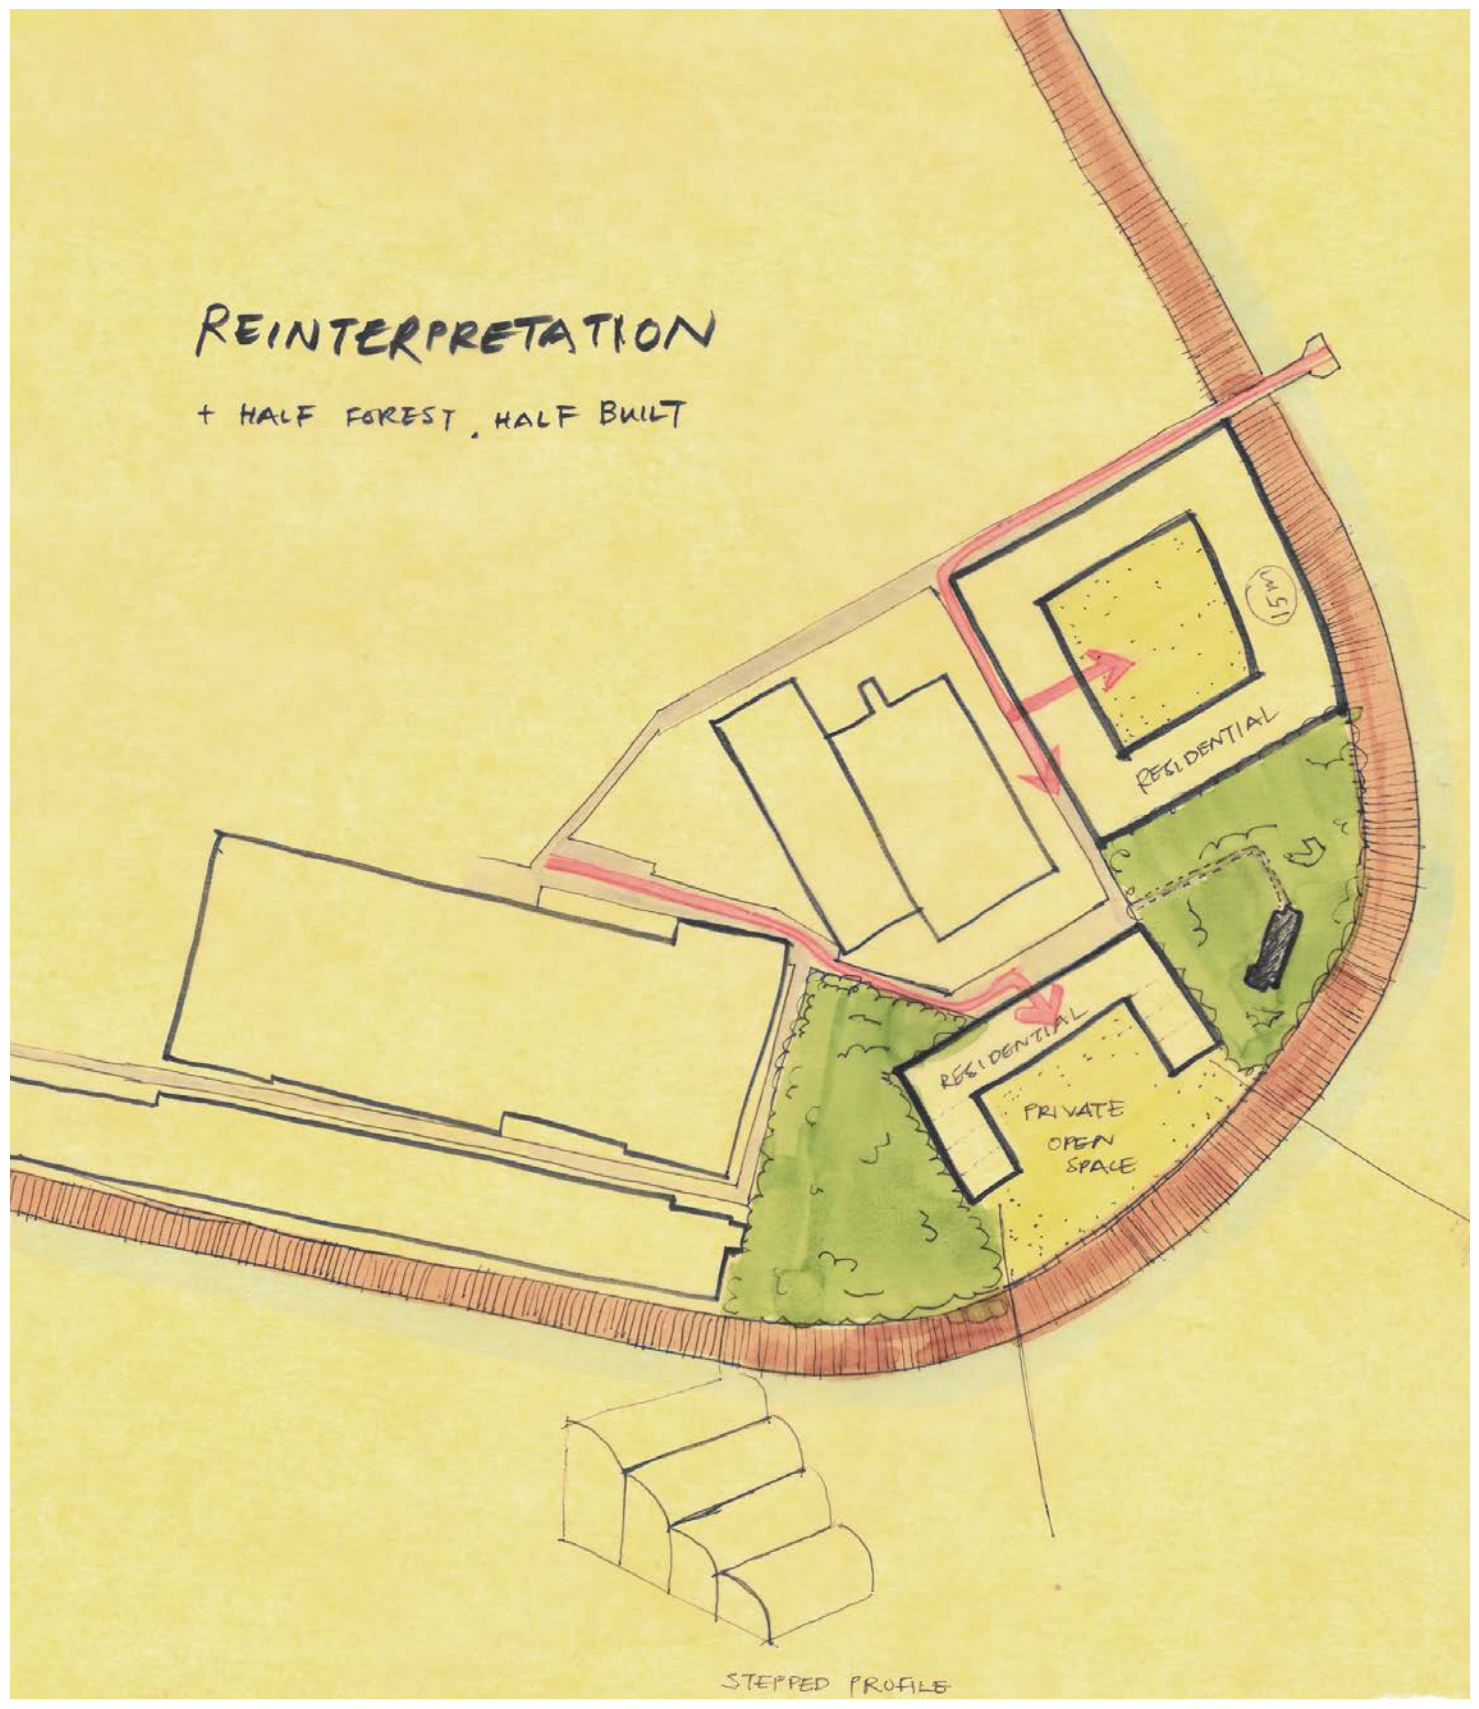 REINTERPRETATION
+ HALF FOREST, HALF BUILT
15m
RESIDENTIAL
RESIDENTIAL
PRIVATE
OPEN
SPACE
STEPPED PROFILE